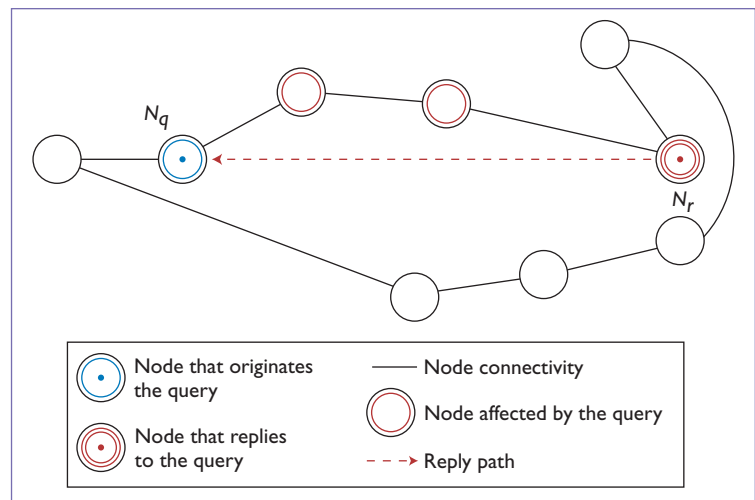 Nq
Nr
Node that originates
the query
Node connectivity
Node affected by the query
Node that replies
to the query
Reply path